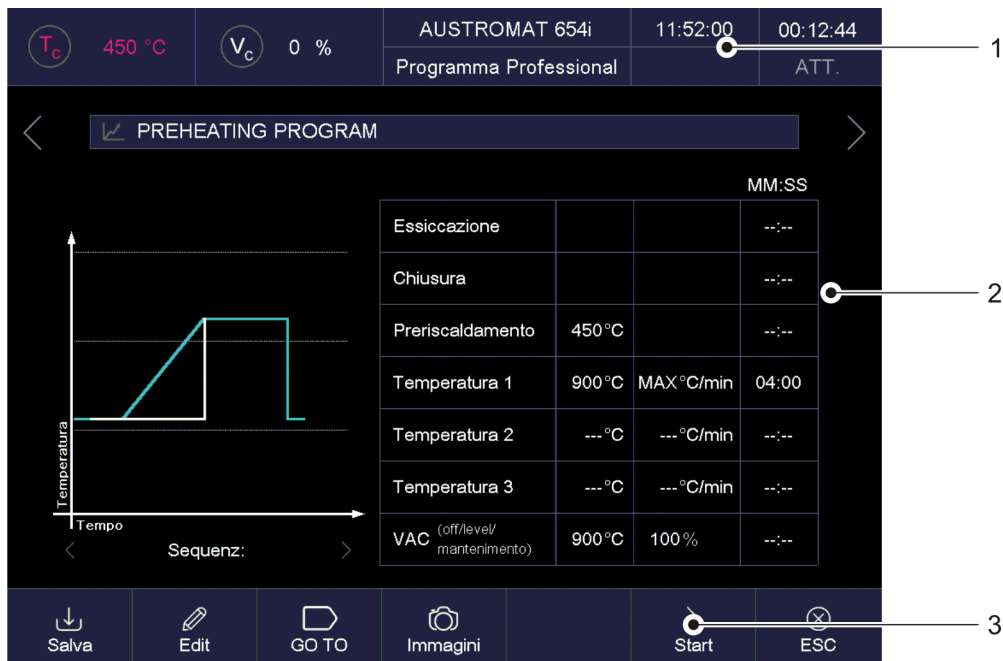 Tc 450 °C Vc 0 % AUSTROMAT 654i 11:52:00 00:12:44
Programma Professional ATT.
1
PREHEATING PROGRAM
MM:SS
Essiccazione --:--
Chiusura --:--
2
Preriscaldamento 450°C --:--
Temperatura 1 900°C MAX°C/min 04:00
Temperatura 2 ---°C ---°C/min --:--
Temperatura 3 ---°C ---°C/min --:--
VAC (off/level/
mantenimento) 900°C 100% --:--
Temperatura
Tempo
Sequenz:
Salva Edit GO TO Immagini Start ESC
3